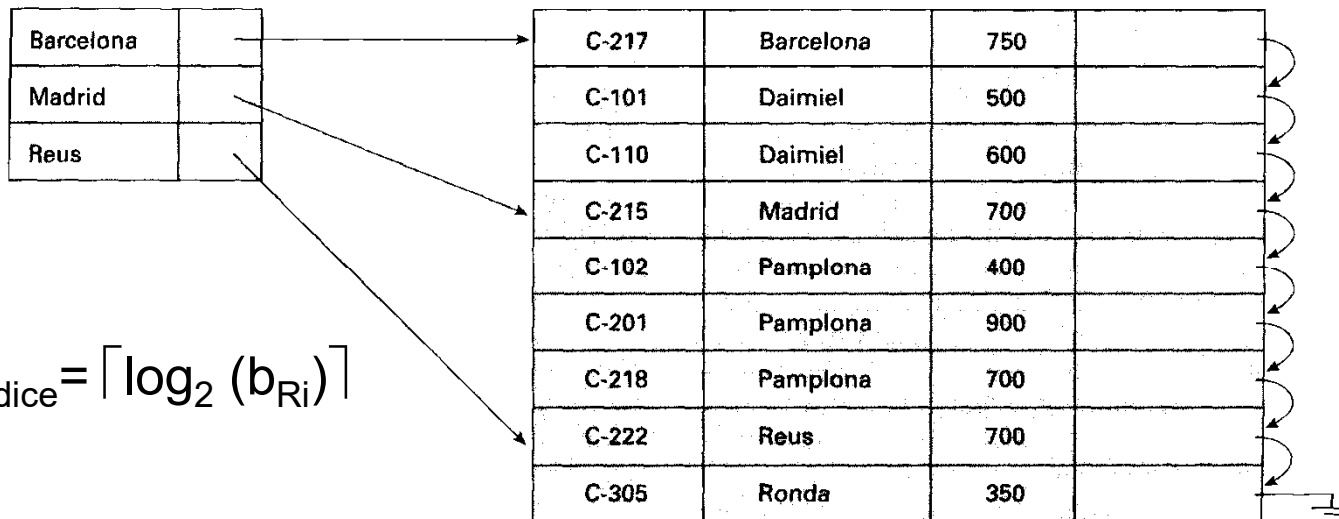 Barcelona
Madrid
Reus
C-217 Barcelona 750
C-101 Daimiel 500
C-110 Daimiel 600
C-215 Madrid 700
C-102 Pamplona 400
C-201 Pamplona 900
C-218 Pamplona 700
C-222 Reus 700
C-305 Ronda 350
dice=⌈log₂ (bRi)⌉